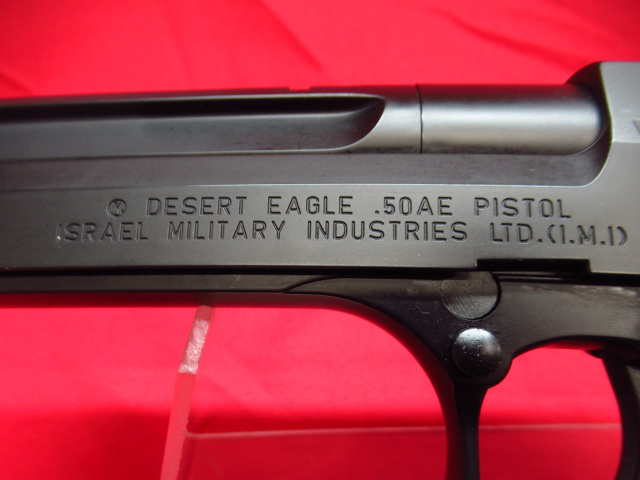 Ⓜ DESERT EAGLE .50AE PISTOL
ISRAEL MILITARY INDUSTRIES LTD.(I.M.I)